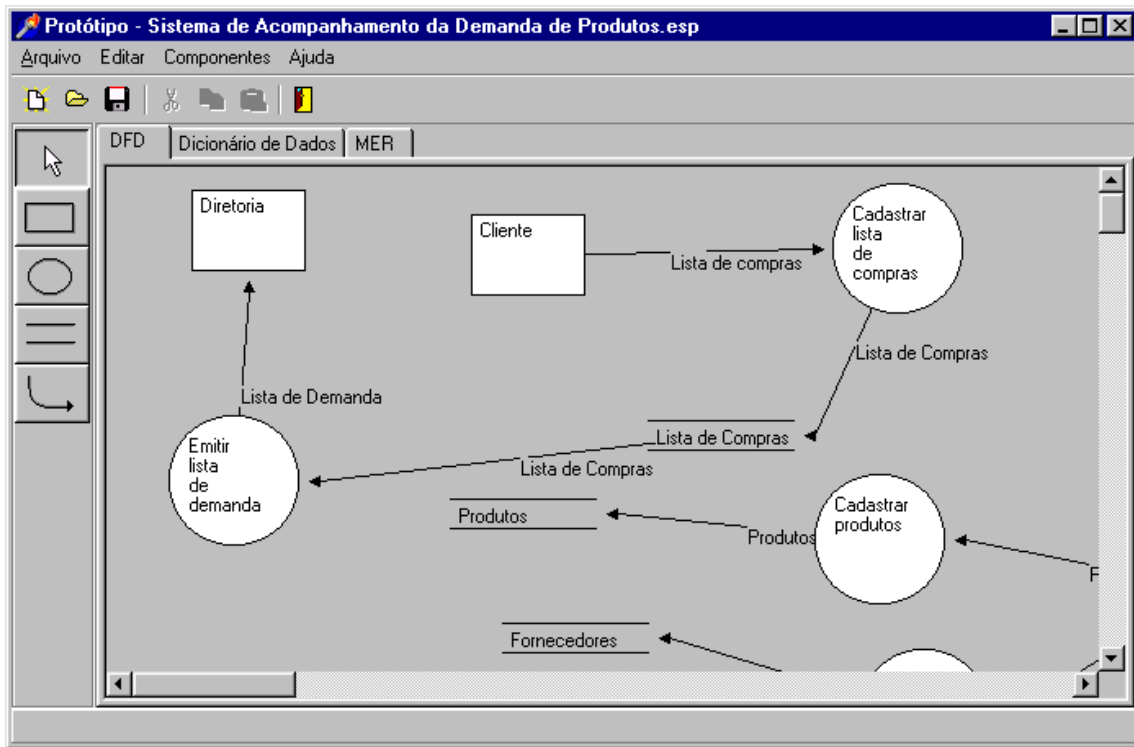 Protótipo - Sistema de Acompanhamento da Demanda de Produtos.esp
Arquivo Editar Componentes Ajuda
DFD Dicionário de Dados MER
Diretoria
Cliente
Cadastrar
lista
de
compras
Lista de compras
Lista de Compras
Lista de Demanda
Lista de Compras
Emitir
lista
de
demanda
Lista de Compras
Produtos
Produtos
Cadastrar
produtos
Fornecedores